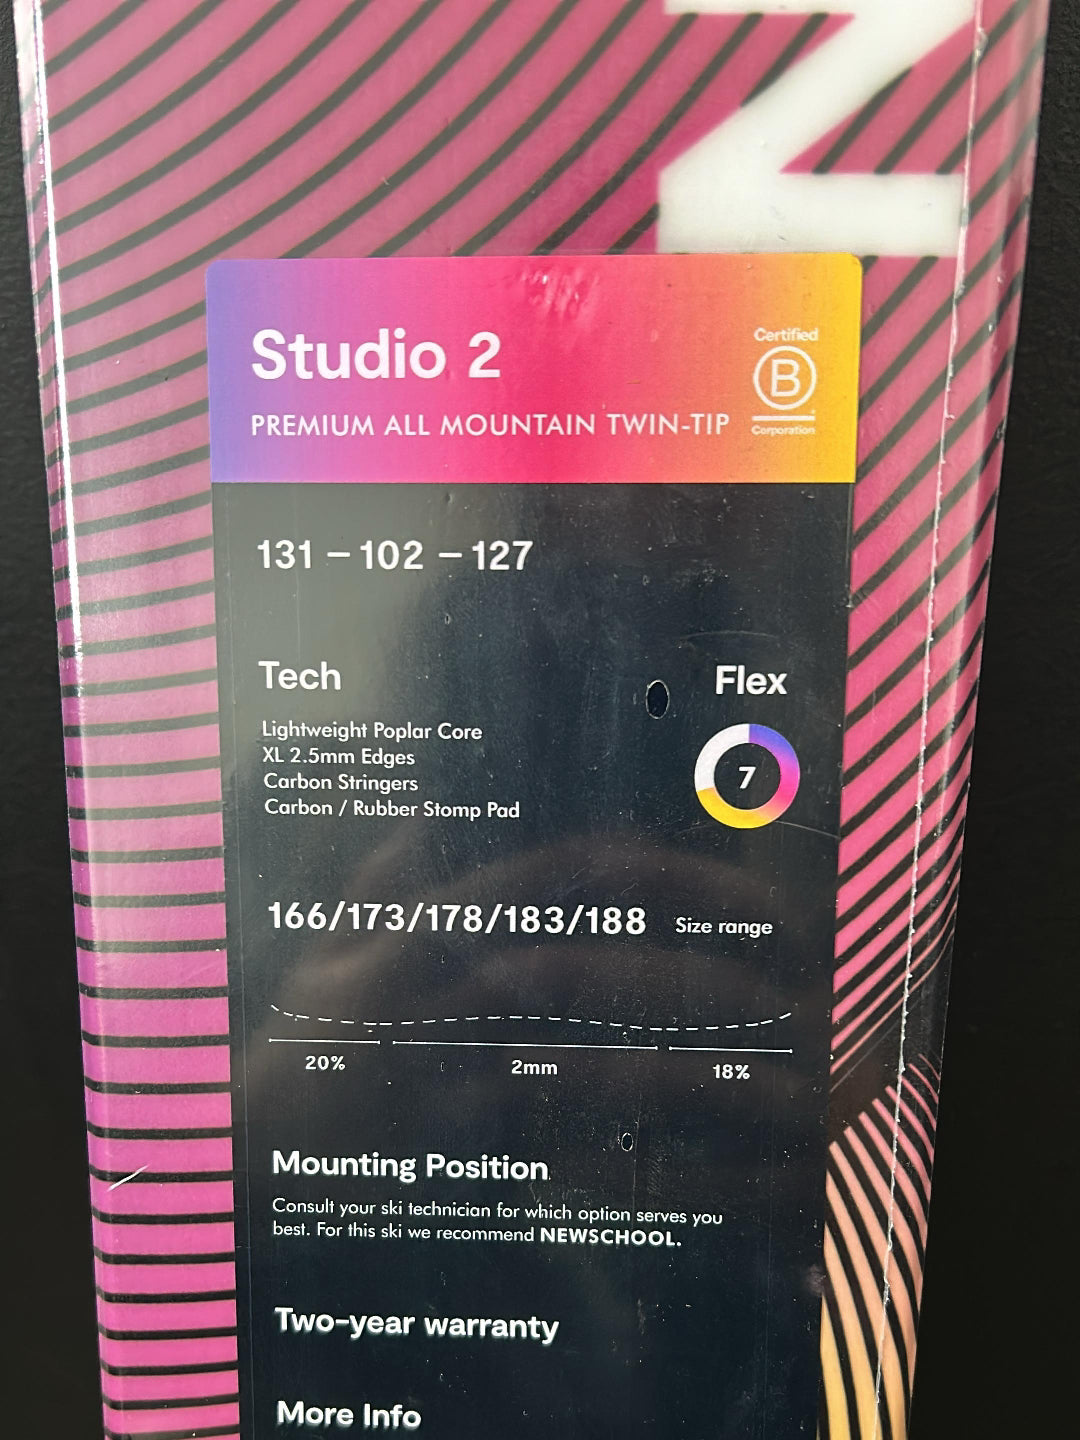 N
Studio 2
PREMIUM ALL MOUNTAIN TWIN-TIP
Certified
B
Corporation
131 – 102 – 127
Tech
Lightweight Poplar Core
XL 2.5mm Edges
Carbon Stringers
Carbon / Rubber Stomp Pad
Flex
7
166/173/178/183/188 Size range
20% 2mm 18%
Mounting Position
Consult your ski technician for which option serves you
best. For this ski we recommend NEWSCHOOL.
Two-year warranty
More Info